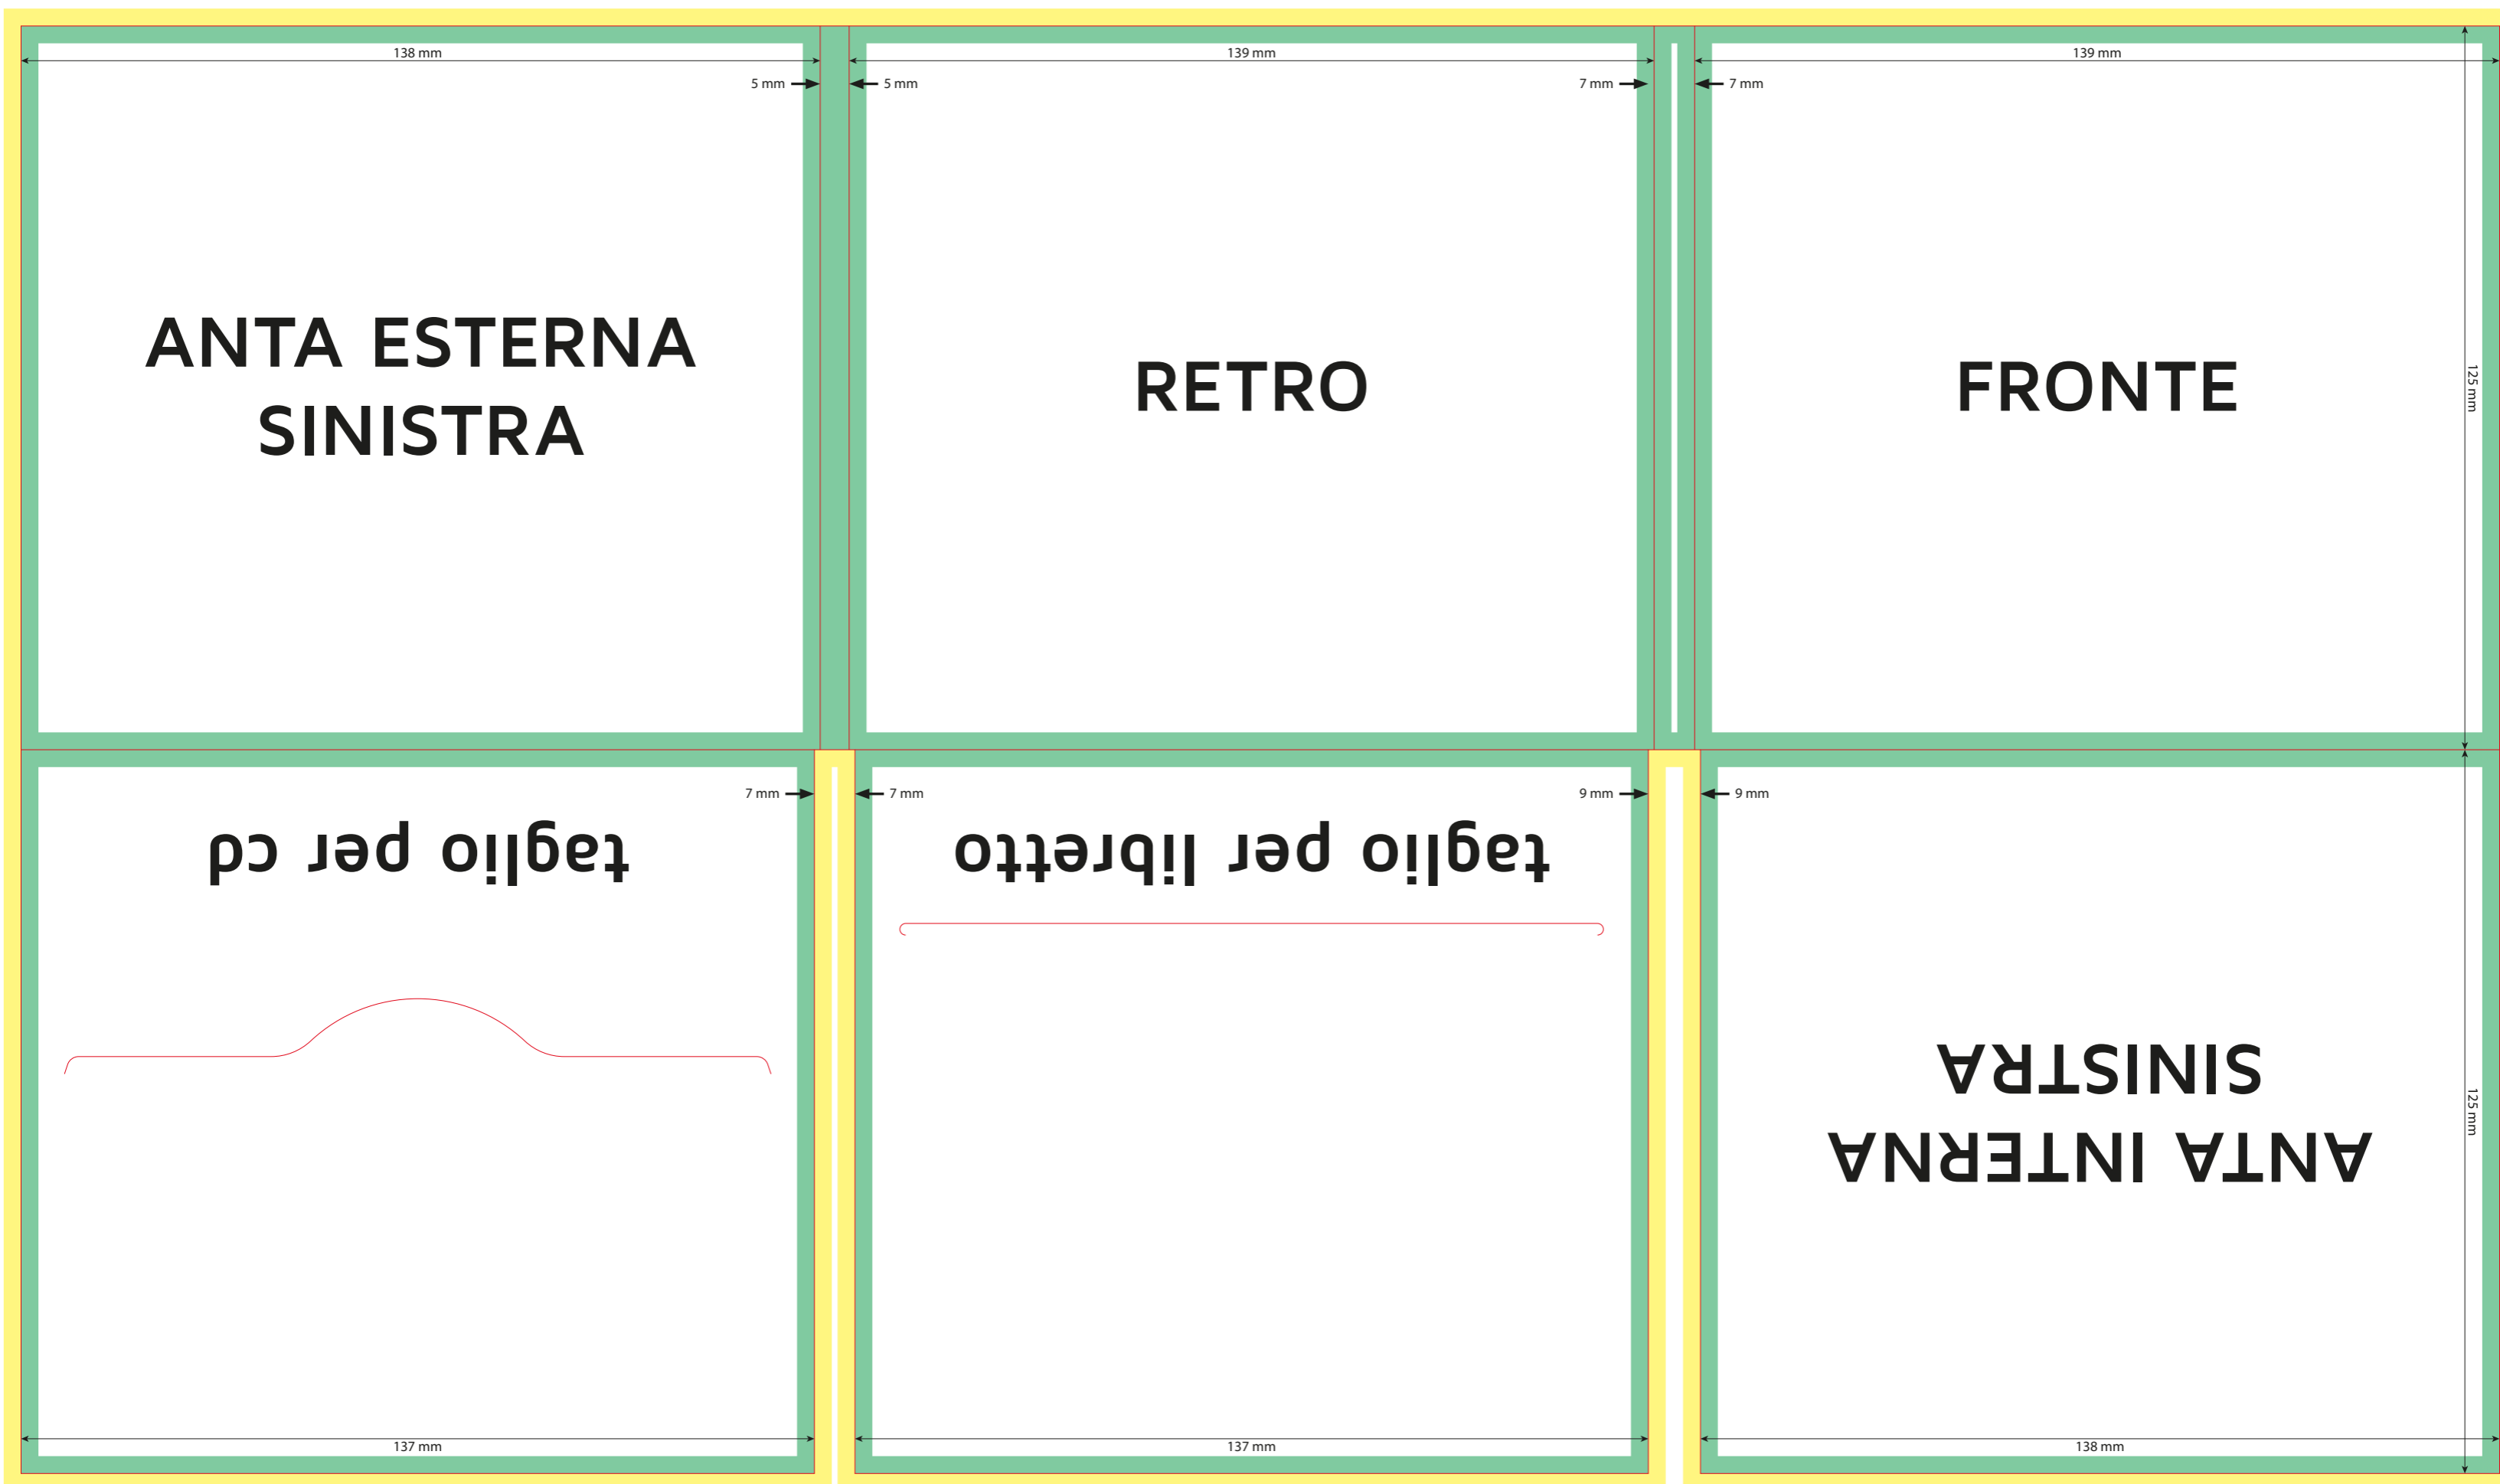 138 mm
139 mm
139 mm
5 mm
5 mm
7 mm
7 mm
ANTA ESTERNA
SINISTRA
RETRO
FRONTE
125 mm
7 mm
7 mm
9 mm
9 mm
taglio per cd
taglio per libretto
ANTA INTERNA
SINISTRA
125 mm
137 mm
137 mm
138 mm